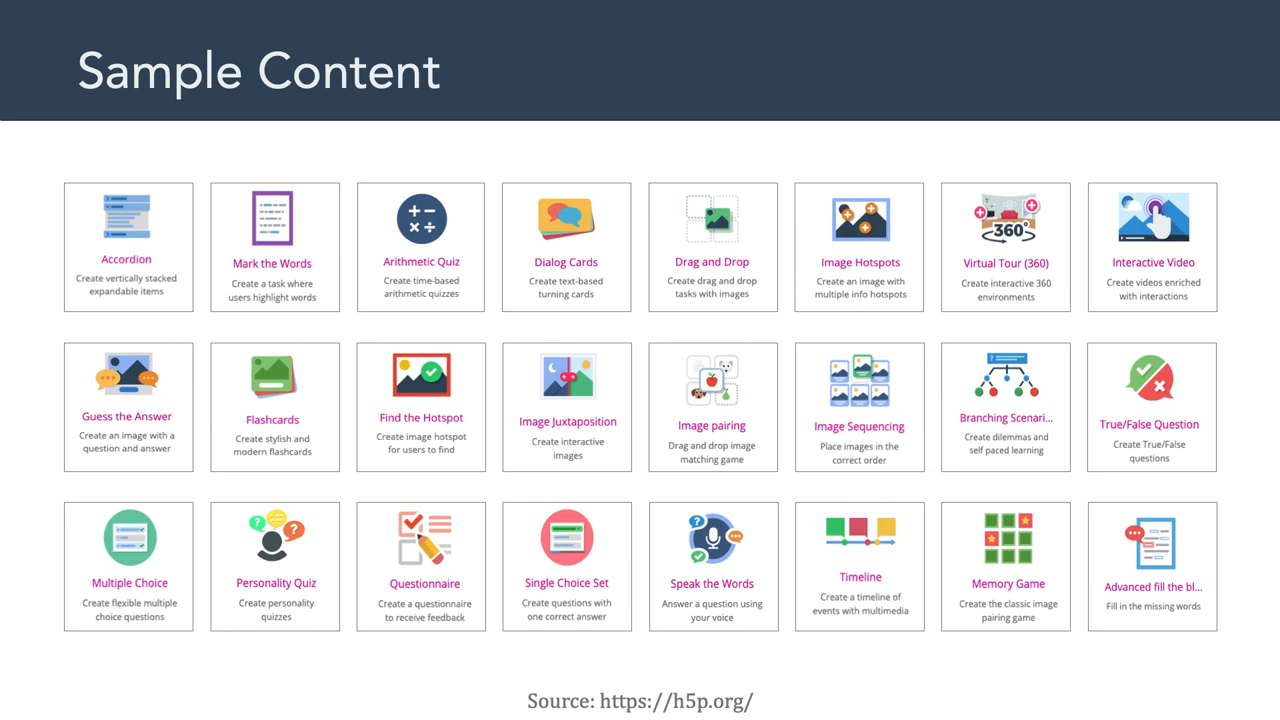 Sample Content
Accordion
Create vertically stacked
expandable items
Mark the Words
Create a task where
users highlight words
Arithmetic Quiz
Create time-based
arithmetic quizzes
Dialog Cards
Create text-based
turning cards
Drag and Drop
Create drag and drop
tasks with images
Image Hotspots
Create an image with
multiple info hotspots
360°
Virtual Tour (360)
Create interactive 360
environments
Interactive Video
Create videos enriched
with interactions
Guess the Answer
Create an image with a
question and answer
Flashcards
Create stylish and
modern flashcards
Find the Hotspot
Create image hotspot
for users to find
Image Juxtaposition
Create interactive
images
Image pairing
Drag and drop image
matching game
Image Sequencing
Place images in the
correct order
Branching Scenari...
Create dilemmas and
self paced learning
True/False Question
Create True/False
questions
Multiple Choice
Create flexible multiple
choice questions
Personality Quiz
Create personality
quizzes
Questionnaire
Create a questionnaire
to receive feedback
Single Choice Set
Create questions with
one correct answer
Speak the Words
Answer a question using
your voice
Timeline
Create a timeline of
events with multimedia
Memory Game
Create the classic image
pairing game
Advanced fill the bl...
Fill in the missing words
Source: https://h5p.org/